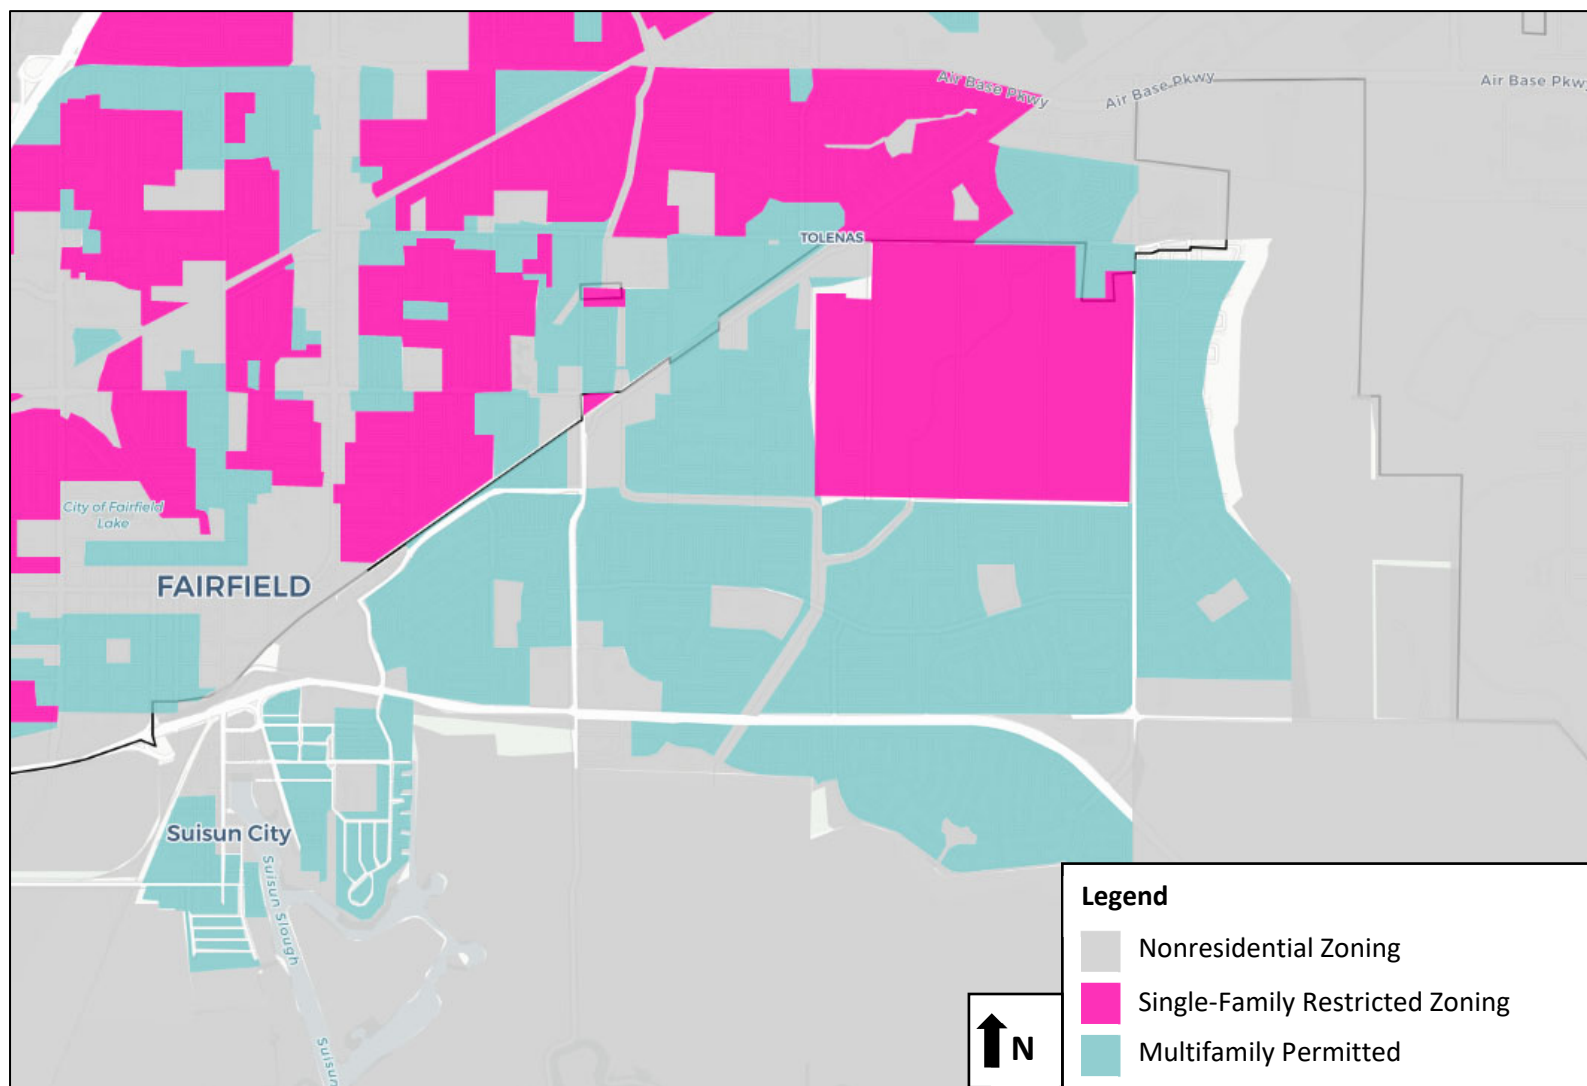 Air Base Pkwy
Air Base Pkwy
Air Base Pkwy
TOLENAS
City of Fairfield
Lake
FAIRFIELD
Suisun City
Suisun Slough
Suisun
Legend
Nonresidential Zoning
Single-Family Restricted Zoning
Multifamily Permitted
N